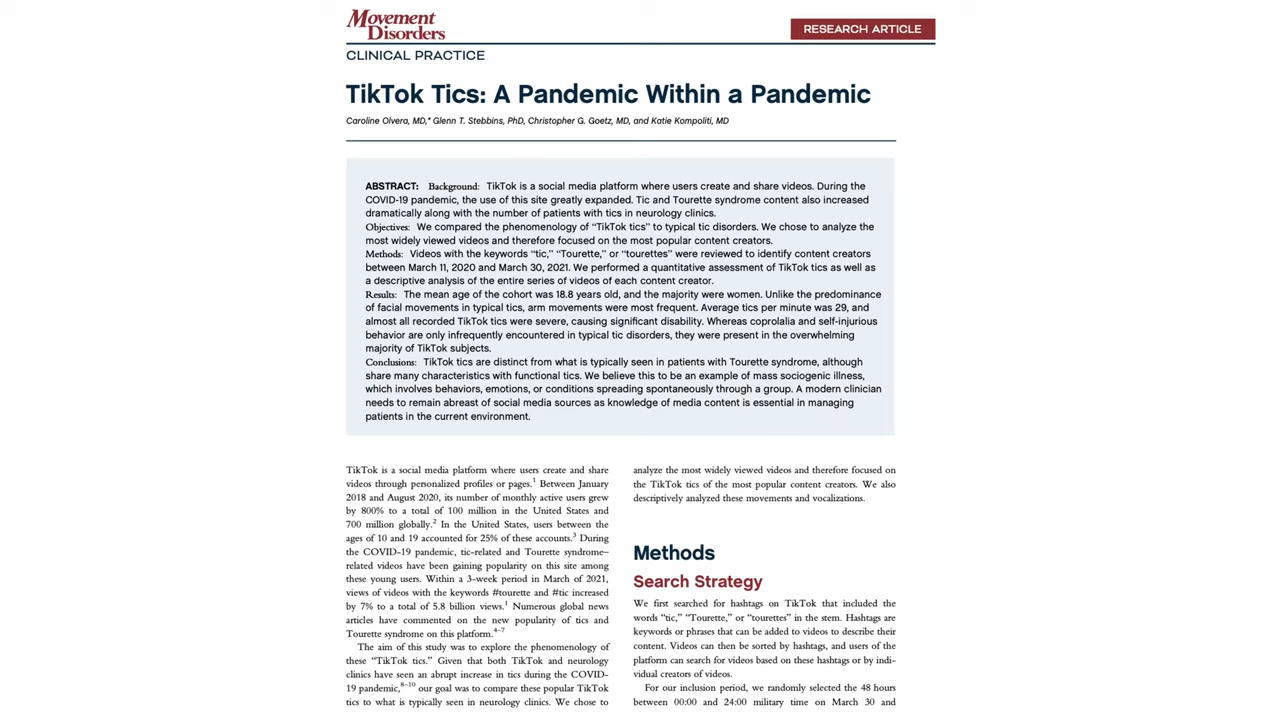 Movement
Disorders
RESEARCH ARTICLE
CLINICAL PRACTICE
TikTok Tics: A Pandemic Within a Pandemic
Caroline Olvera, MD,* Glenn T. Stebbins, PhD, Christopher G. Goetz, MD, and Katie Kompoliti, MD
ABSTRACT: Background: TikTok is a social media platform where users create and share videos. During the
COVID-19 pandemic, the use of this site greatly expanded. Tic and Tourette syndrome content also increased
dramatically along with the number of patients with tics in neurology clinics.
Objectives: We compared the phenomenology of “TikTok tics” to typical tic disorders. We chose to analyze the
most widely viewed videos and therefore focused on the most popular content creators.
Methods: Videos with the keywords “tic,” “Tourette,” or “tourettes” were reviewed to identify content creators
between March 11, 2020 and March 30, 2021. We performed a quantitative assessment of TikTok tics as well as
a descriptive analysis of the entire series of videos of each content creator.
Results: The mean age of the cohort was 18.8 years old, and the majority were women. Unlike the predominance
of facial movements in typical tics, arm movements were most frequent. Average tics per minute was 29, and
almost all recorded TikTok tics were severe, causing significant disability. Whereas coprolalia and self-injurious
behavior are only infrequently encountered in typical tic disorders, they were present in the overwhelming
majority of TikTok subjects.
Conclusions: TikTok tics are distinct from what is typically seen in patients with Tourette syndrome, although
share many characteristics with functional tics. We believe this to be an example of mass sociogenic illness,
which involves behaviors, emotions, or conditions spreading spontaneously through a group. A modern clinician
needs to remain abreast of social media sources as knowledge of media content is essential in managing
patients in the current environment.
TikTok is a social media platform where users create and share
videos through personalized profiles or pages.1 Between January
2018 and August 2020, its number of monthly active users grew
by 800% to a total of 100 million in the United States and
700 million globally.2 In the United States, users between the
ages of 10 and 19 accounted for 25% of these accounts.3 During
the COVID-19 pandemic, tic-related and Tourette syndrome–
related videos have been gaining popularity on this site among
these young users. Within a 3-week period in March of 2021,
views of videos with the keywords #tourette and #tic increased
by 7% to a total of 5.8 billion views.1 Numerous global news
articles have commented on the new popularity of tics and
Tourette syndrome on this platform.4–7
The aim of this study was to explore the phenomenology of
these “TikTok tics.” Given that both TikTok and neurology
clinics have seen an abrupt increase in tics during the COVID-
19 pandemic,8–10 our goal was to compare these popular TikTok
tics to what is typically seen in neurology clinics. We chose to
analyze the most widely viewed videos and therefore focused on
the TikTok tics of the most popular content creators. We also
descriptively analyzed these movements and vocalizations.
Methods
Search Strategy
We first searched for hashtags on TikTok that included the
words “tic,” “Tourette,” or “tourettes” in the stem. Hashtags are
keywords or phrases that can be added to videos to describe their
content. Videos can then be sorted by hashtags, and users of the
platform can search for videos based on these hashtags or by indi-
vidual creators of videos.
For our inclusion period, we randomly selected the 48 hours
between 00:00 and 24:00 military time on March 30 and